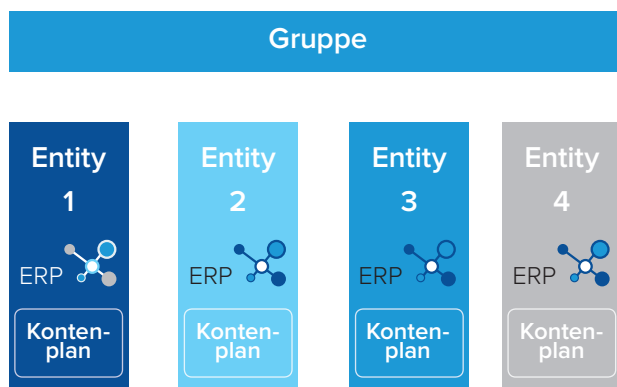 Gruppe
Entity
1
ERP
Konten-
plan
Entity
2
ERP
Konten-
plan
Entity
3
ERP
Konten-
plan
Entity
4
ERP
Konten-
plan